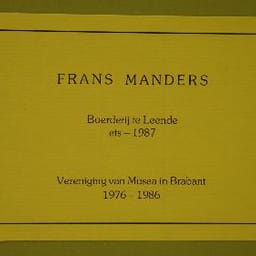 FRANS MANDERS
Boerderij te Leende
ets – 1987
Vereniging van Musea in Brabant
1976 – 1986